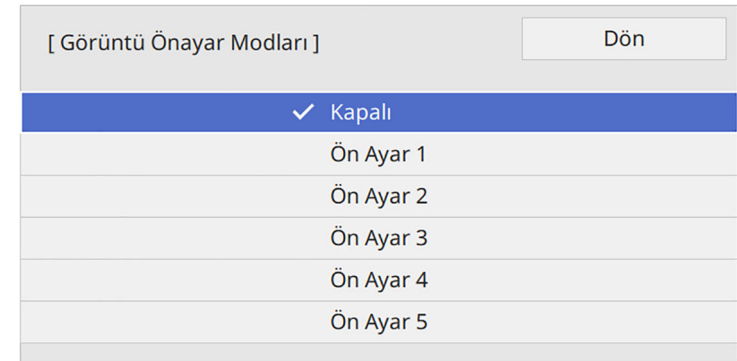 [ Görüntü Önayar Modları ]
Dön
Kapalı
Ön Ayar 1
Ön Ayar 2
Ön Ayar 3
Ön Ayar 4
Ön Ayar 5